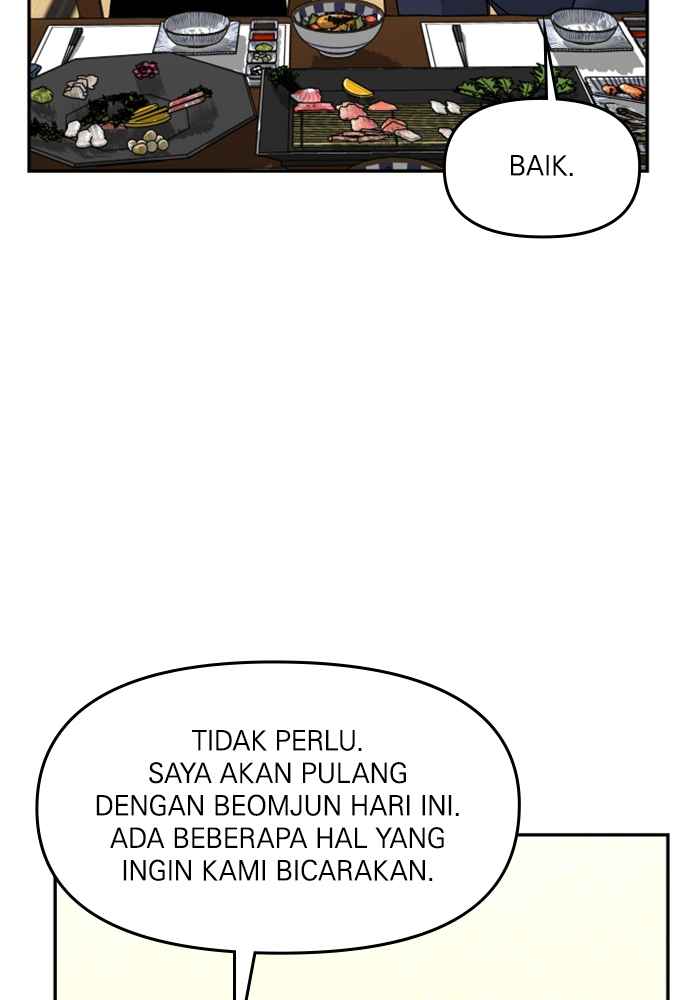 BAIK.
TIDAK PERLU.
SAYA AKAN PULANG
DENGAN BEOMJUN HARI INI.
ADA BEBERAPA HAL YANG
INGIN KAMI BICARAKAN.